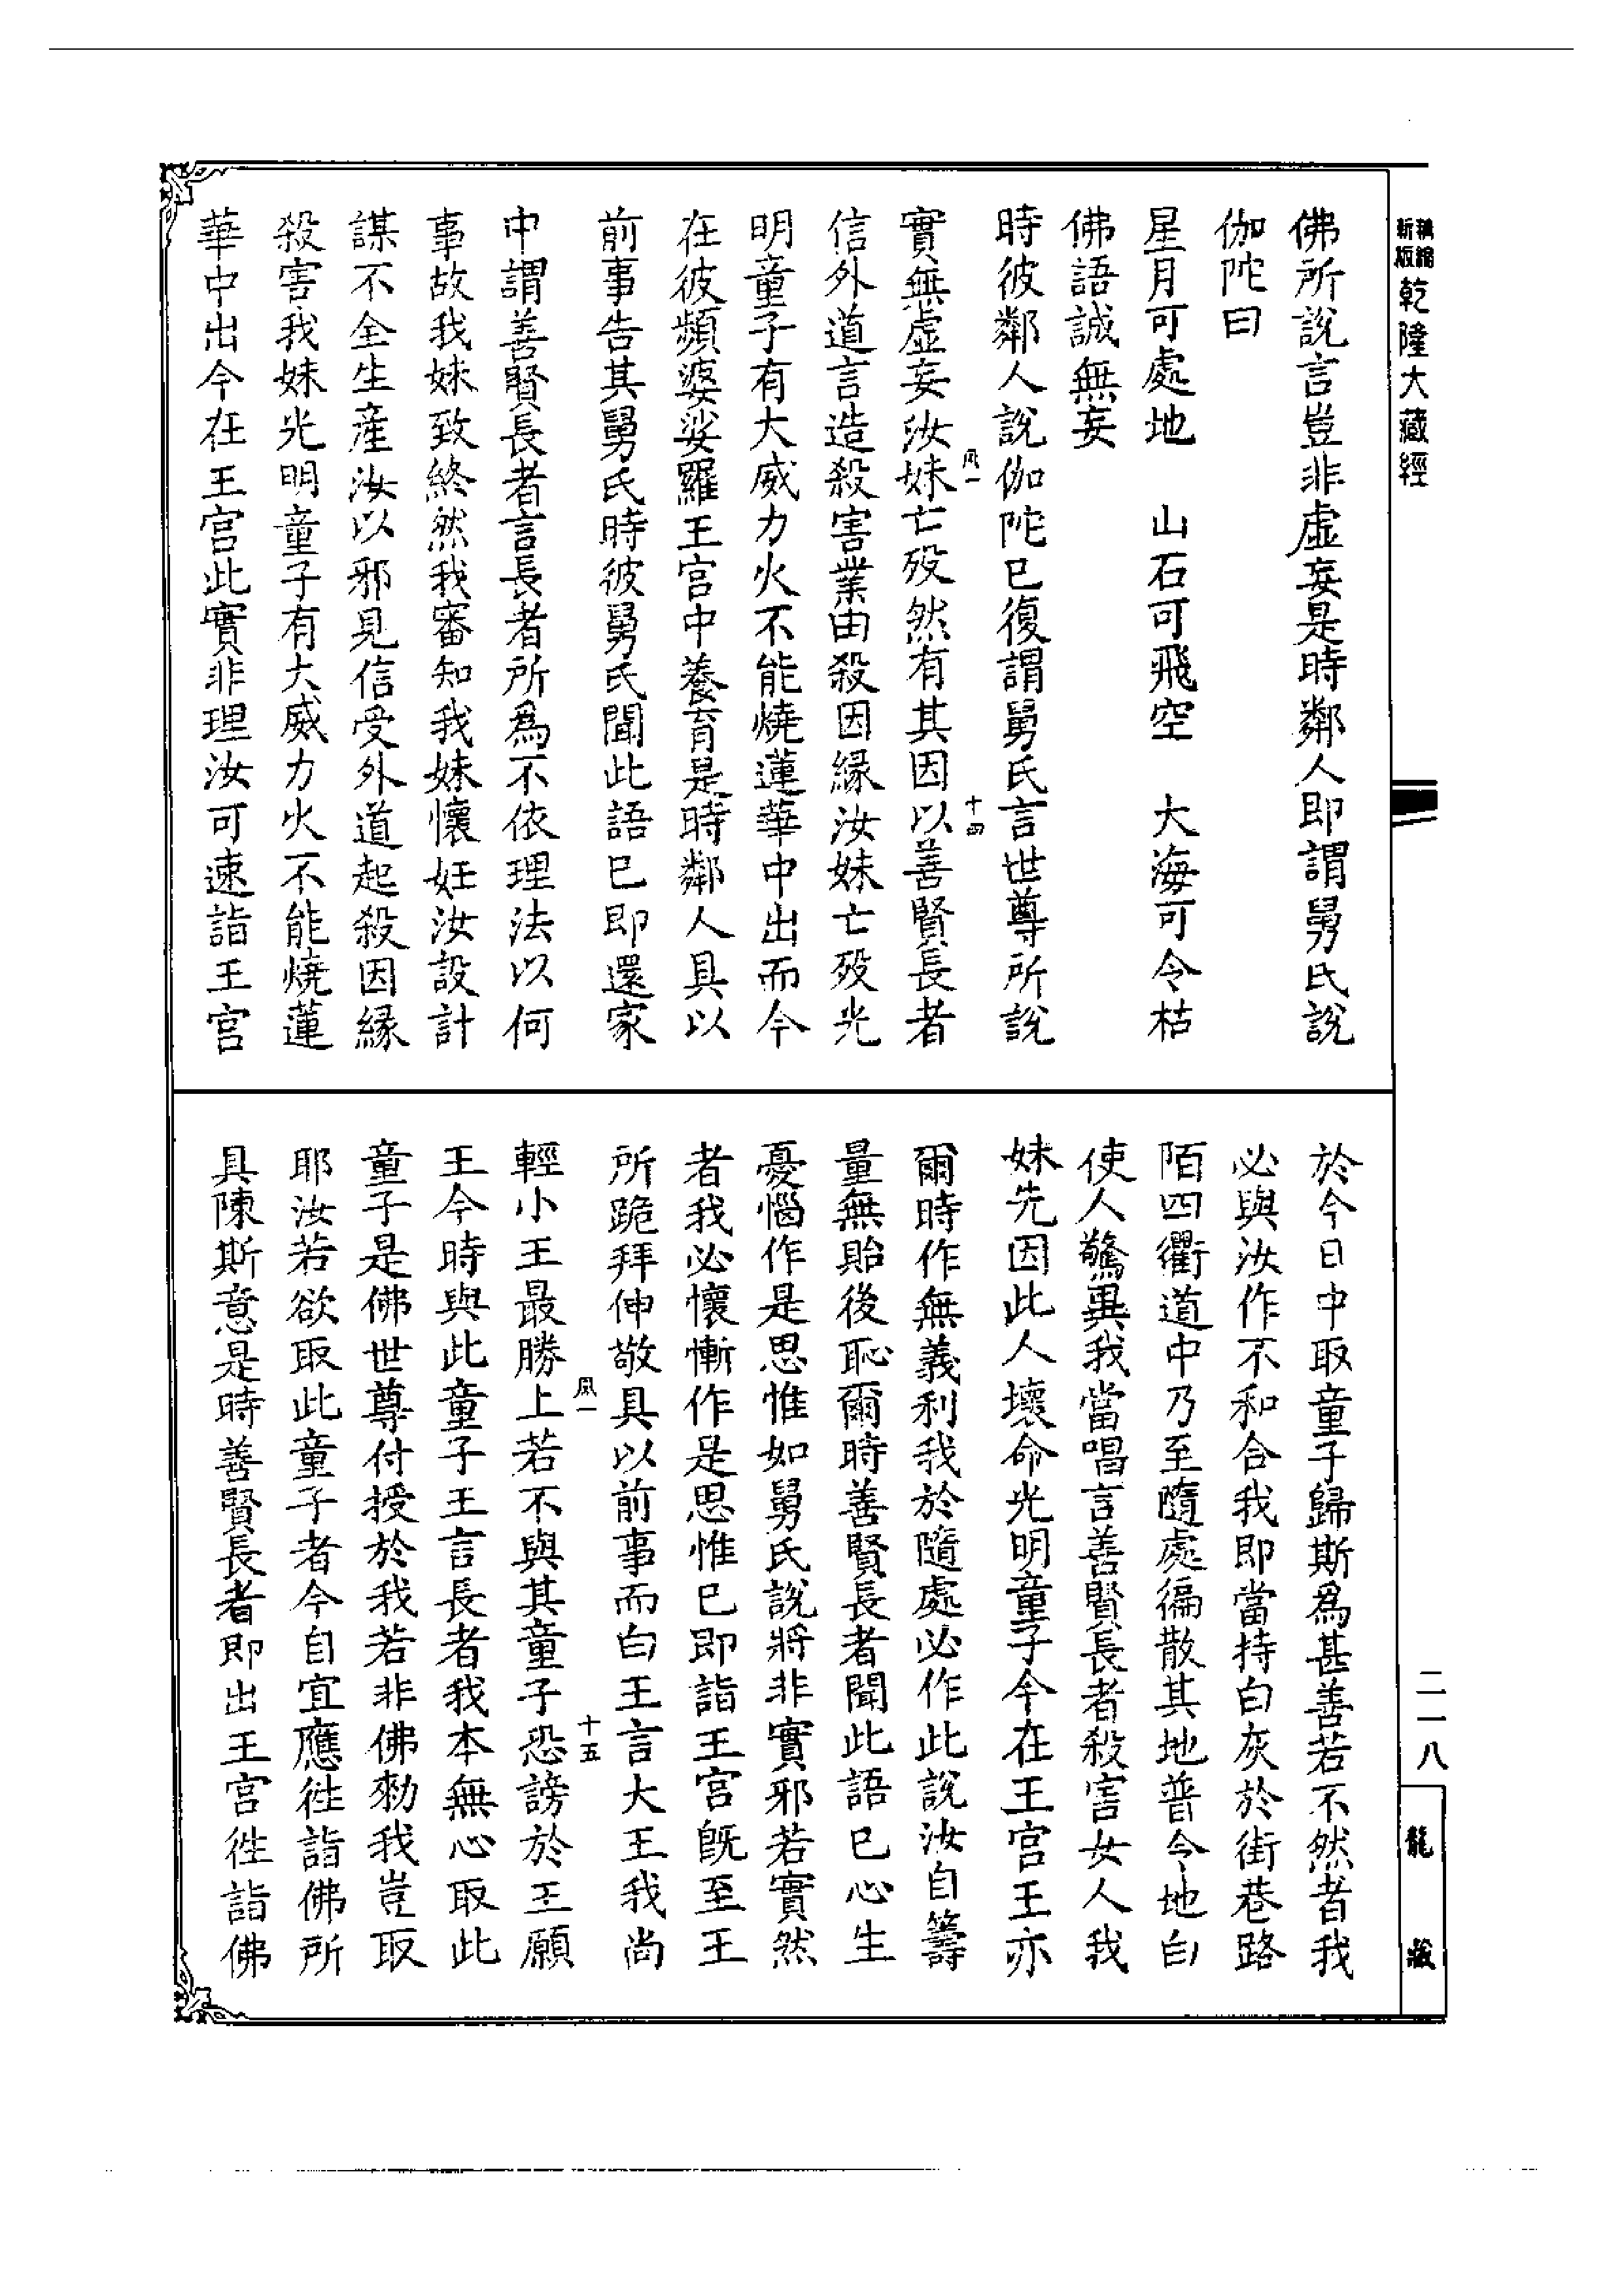 新版精縮乾隆大藏經
佛所說言豈非虛妄是時鄰人即謂舅氏說
伽陀曰
星月可處地　山石可飛空　大海可令枯
佛語誠無妄
時彼鄰人說伽陀已復謂舅氏言世尊所說
實無虛妄汝妹亡歿然有其因以善賢長者
風一
十四
信外道言造殺害業由殺因緣汝妹亡歿光
明童子有大威力火不能燒蓮華中出而今
在彼頻婆娑羅王宮中養育是時鄰人具以
前事告其舅氏時彼舅氏聞此語已即還家
中謂善賢長者言長者所為不依理法以何
事故我妹致終然我審知我妹懷妊汝設計
謀不全生產汝以邪見信受外道起殺因緣
殺害我妹光明童子有大威力火不能燒蓮
華中出今在王宮此實非理汝可速詣王宮
於今日中取童子歸斯為甚善若不然者我
必與汝作不和合我即當持白灰於街巷路
陌四衢道中乃至隨處徧散其地普令地白
使人驚異我當唱言善賢長者殺害女人我
妹先因此人壞命光明童子今在王宮王亦
爾時作無義利我於隨處必作此說汝自籌
量無貽後恥爾時善賢長者聞此語已心生
憂惱作是思惟如舅氏說將非實邪若實然
者我必懷慚作是思惟已即詣王宮既至王
所跪拜伸敬具以前事而白王言大王我尚
風一
十五
輕小王最勝上若不與其童子恐謗於王願
王今時與此童子王言長者我本無心取此
童子是佛世尊付授於我若非佛勑我豈取
耶汝若欲取此童子者今自宜應往詣佛所
具陳斯意是時善賢長者即出王宮往詣佛
二一八
龍藏